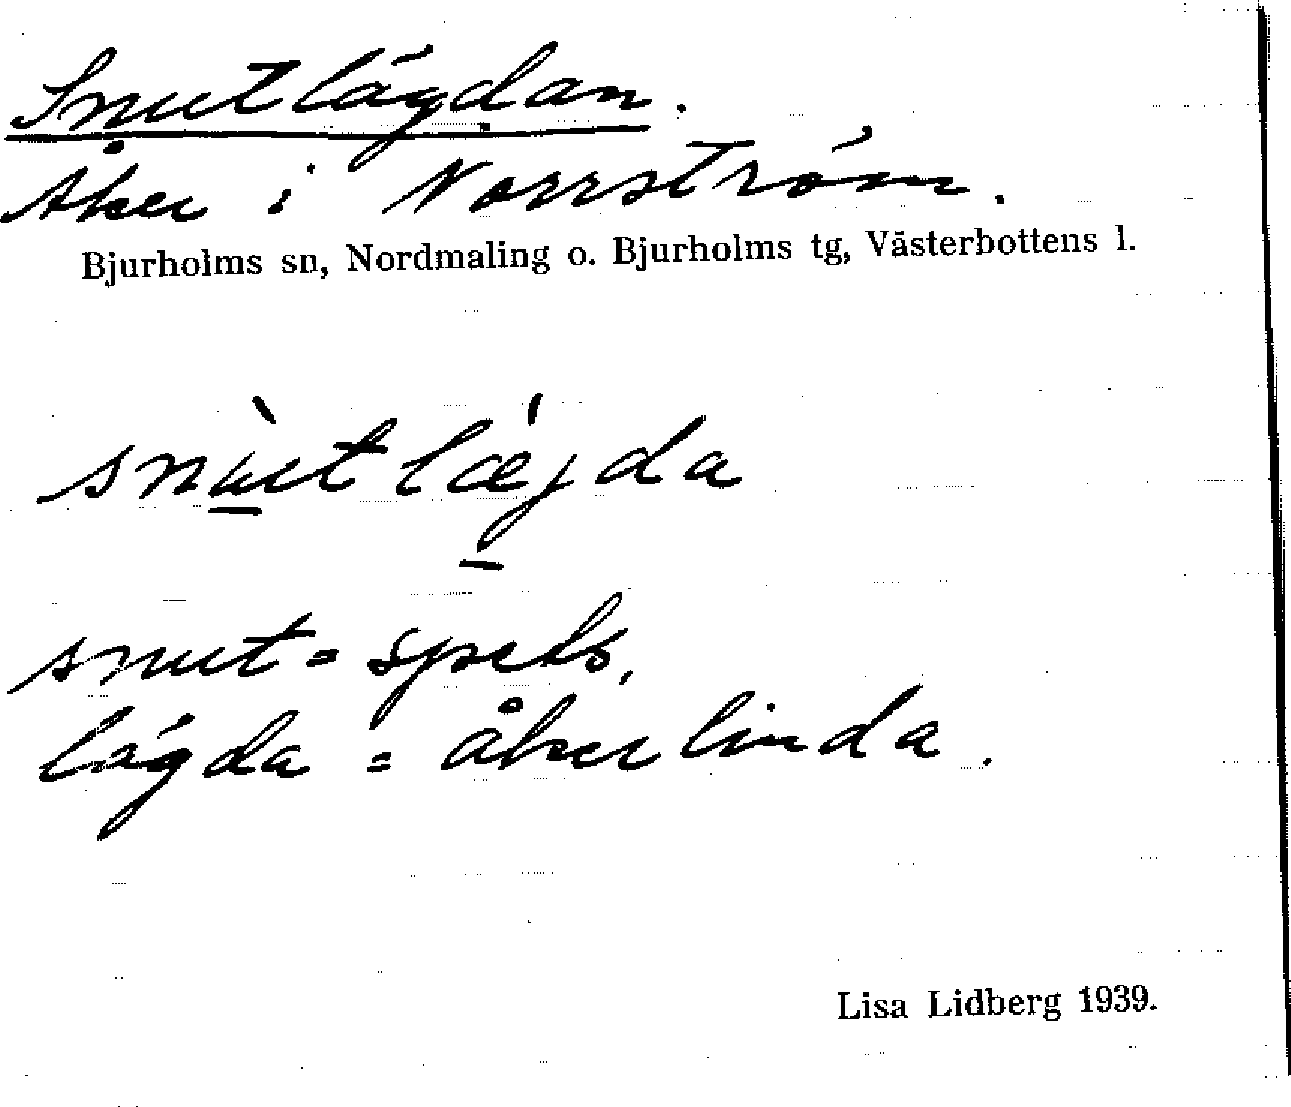 Snutlägdan.
Åker i Norrström.
Bjurholms sn, Nordmaling o. Bjurholms tg, Västerbottens l.
snùtlǽjda
snut = spets,
lägda = åkerlinda.
Lisa Lidberg 1939.